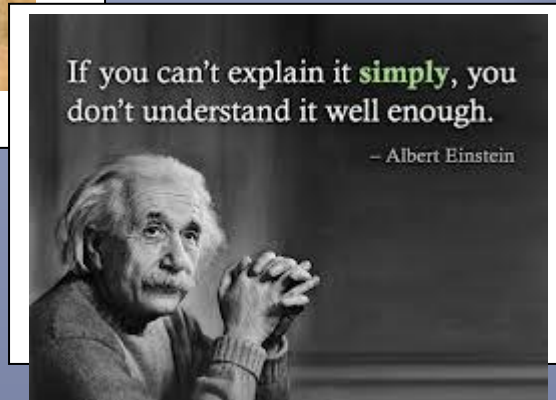 If you can't explain it simply, you
don't understand it well enough.
– Albert Einstein